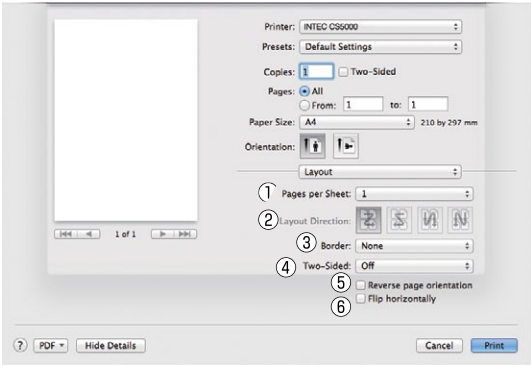 Printer: INTEC CS5000
Presets: Default Settings
Copies: 1 Two-Sided
Pages: All
From: 1 to: 1
Paper Size: A4 210 by 297 mm
Orientation:
Layout
① Pages per Sheet: 1
② Layout Direction:
1 of 1
③ Border: None
④ Two-Sided: Off
⑤ Reverse page orientation
⑥ Flip horizontally
? PDF Hide Details Cancel Print